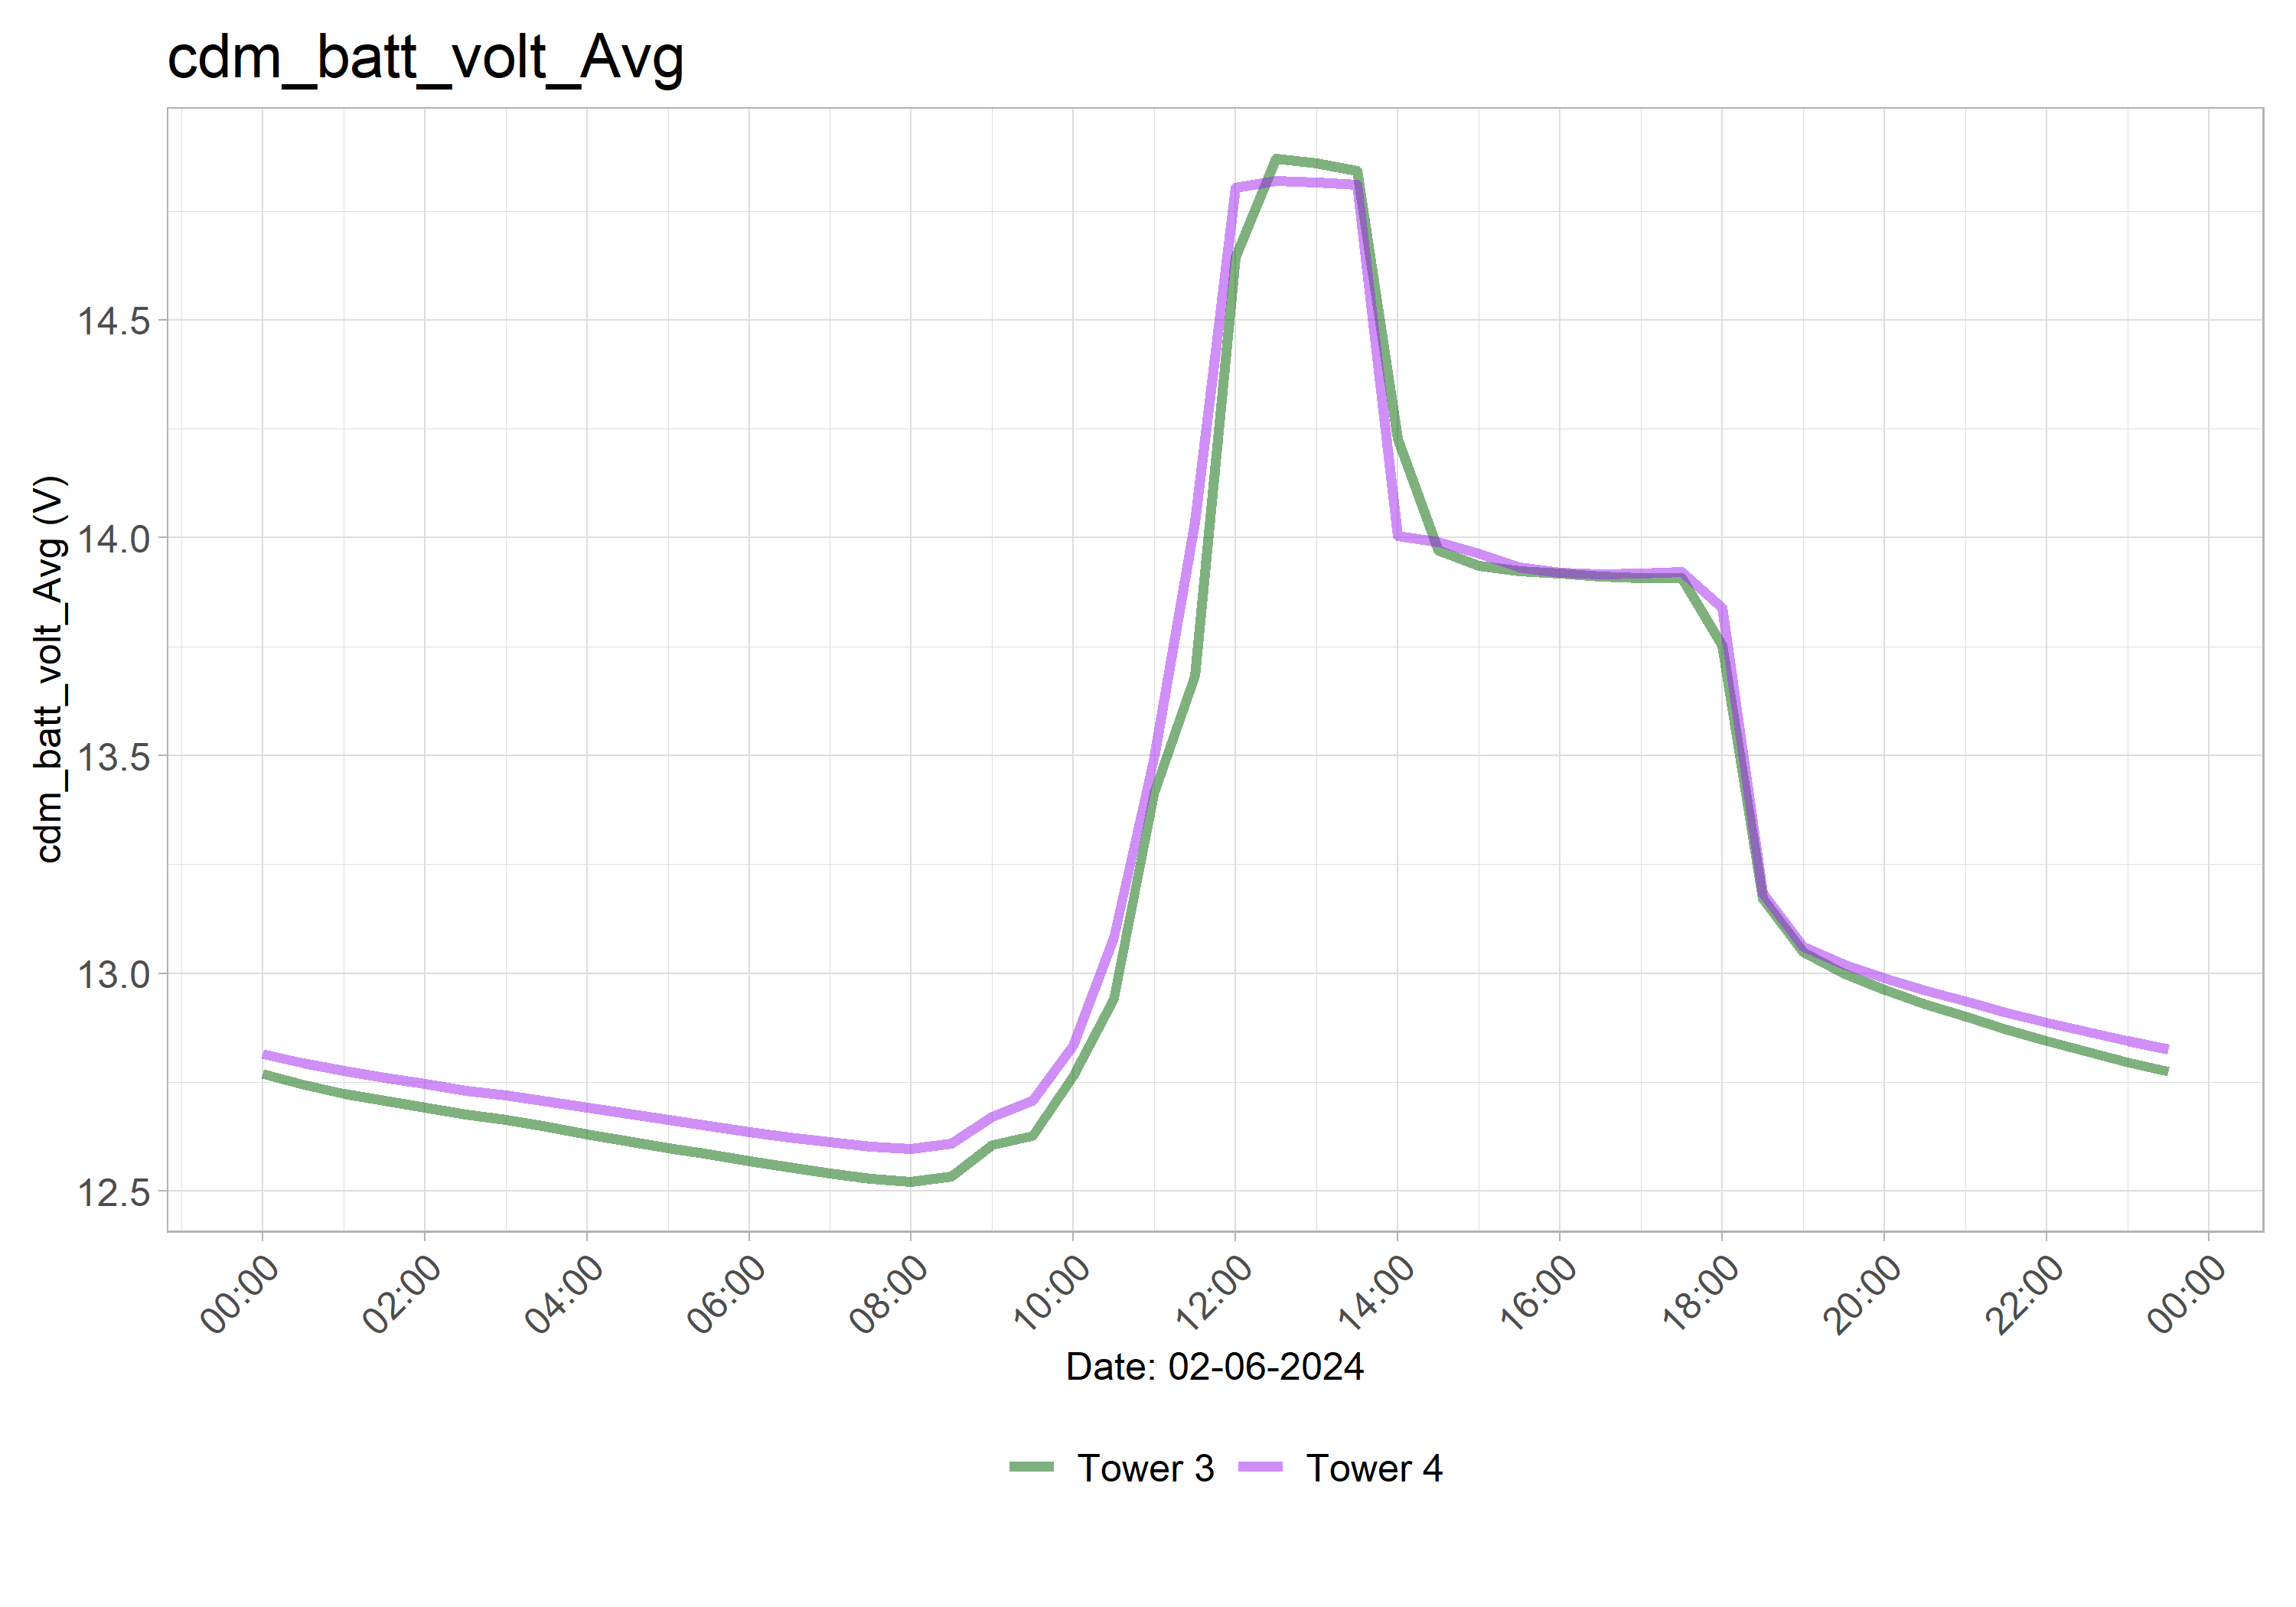 cdm_batt_volt_Avg
cdm_batt_volt_Avg (V)
14.5
14.0
13.5
13.0
12.5
00:00 02:00 04:00 06:00 08:00 10:00 12:00 14:00 16:00 18:00 20:00 22:00 00:00
Date: 02-06-2024
Tower 3 Tower 4